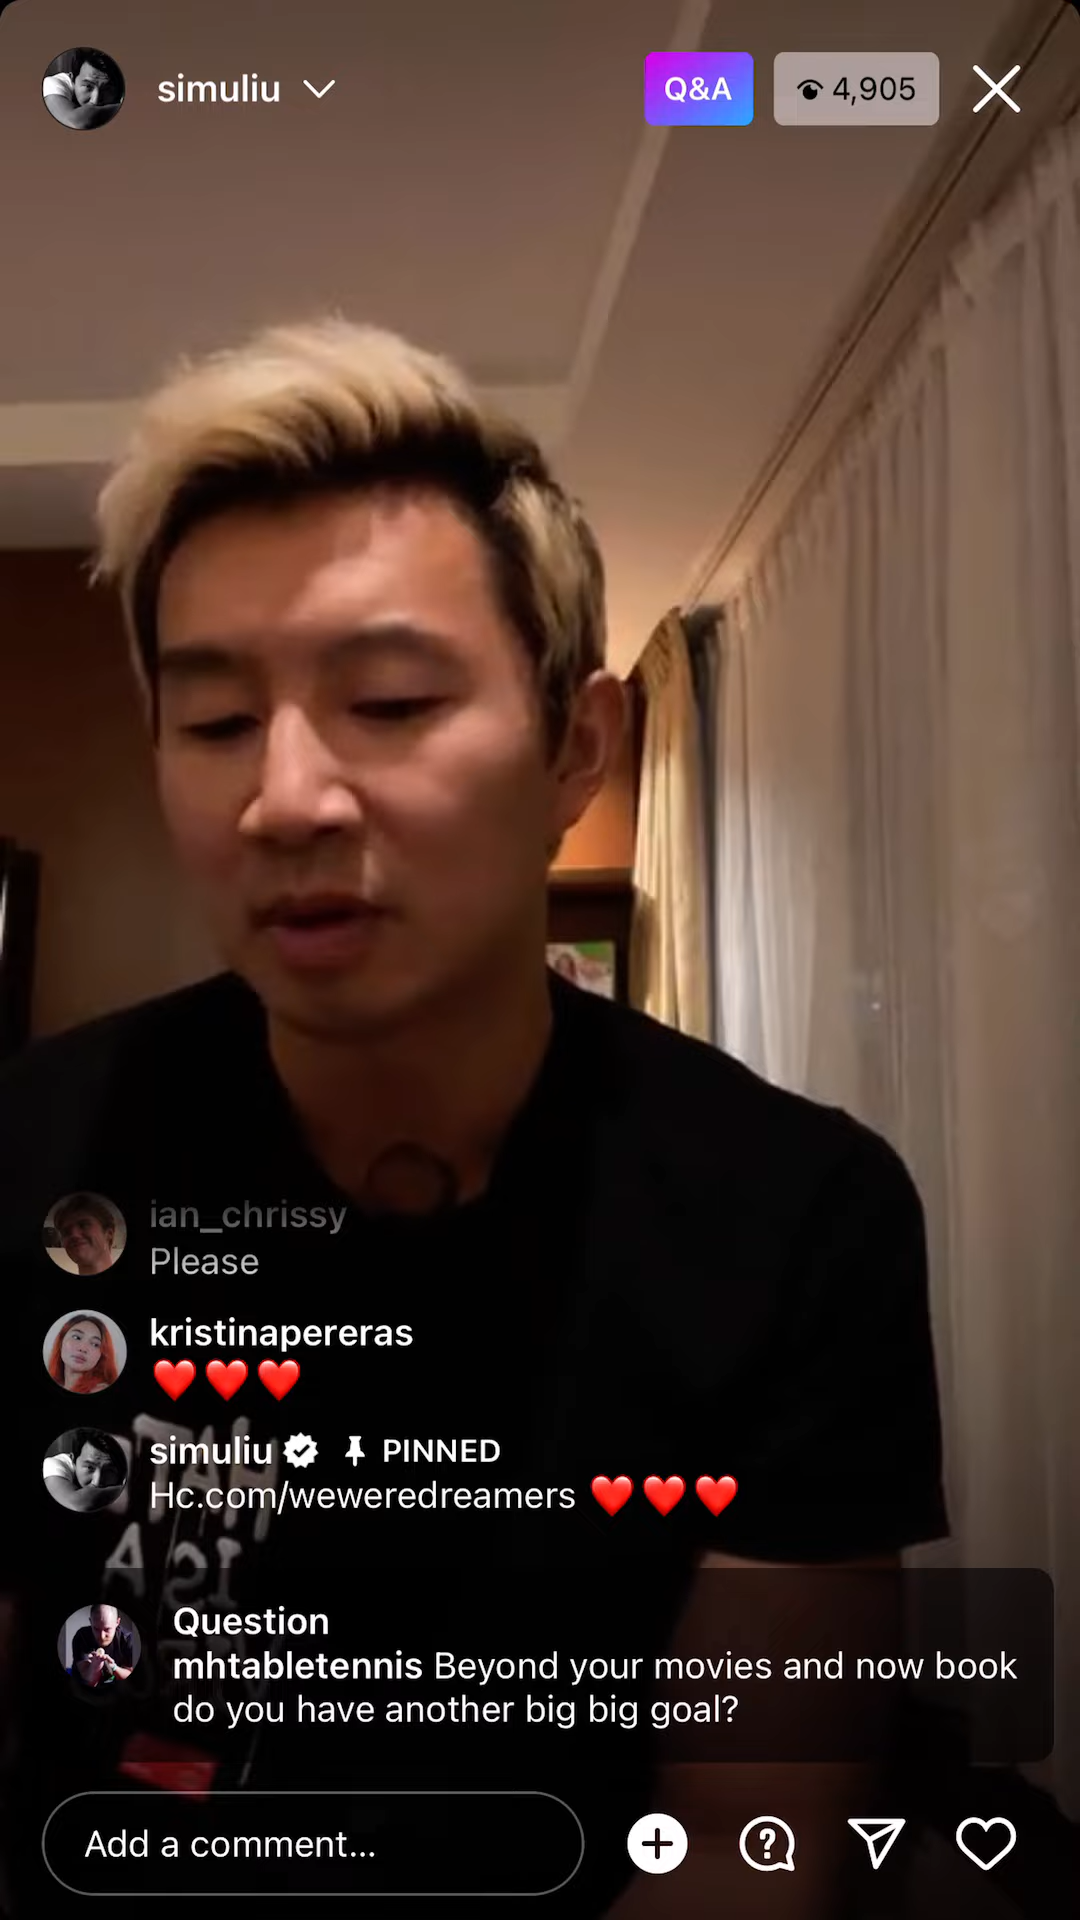 simuliu
Q&A
4,905
ian_chrissy
Please
kristinapereras
❤️❤️❤️
simuliu PINNED
Hc.com/weweredreamers ❤️❤️❤️
Question
mhtabletennis Beyond your movies and now book
do you have another big big goal?
Add a comment...